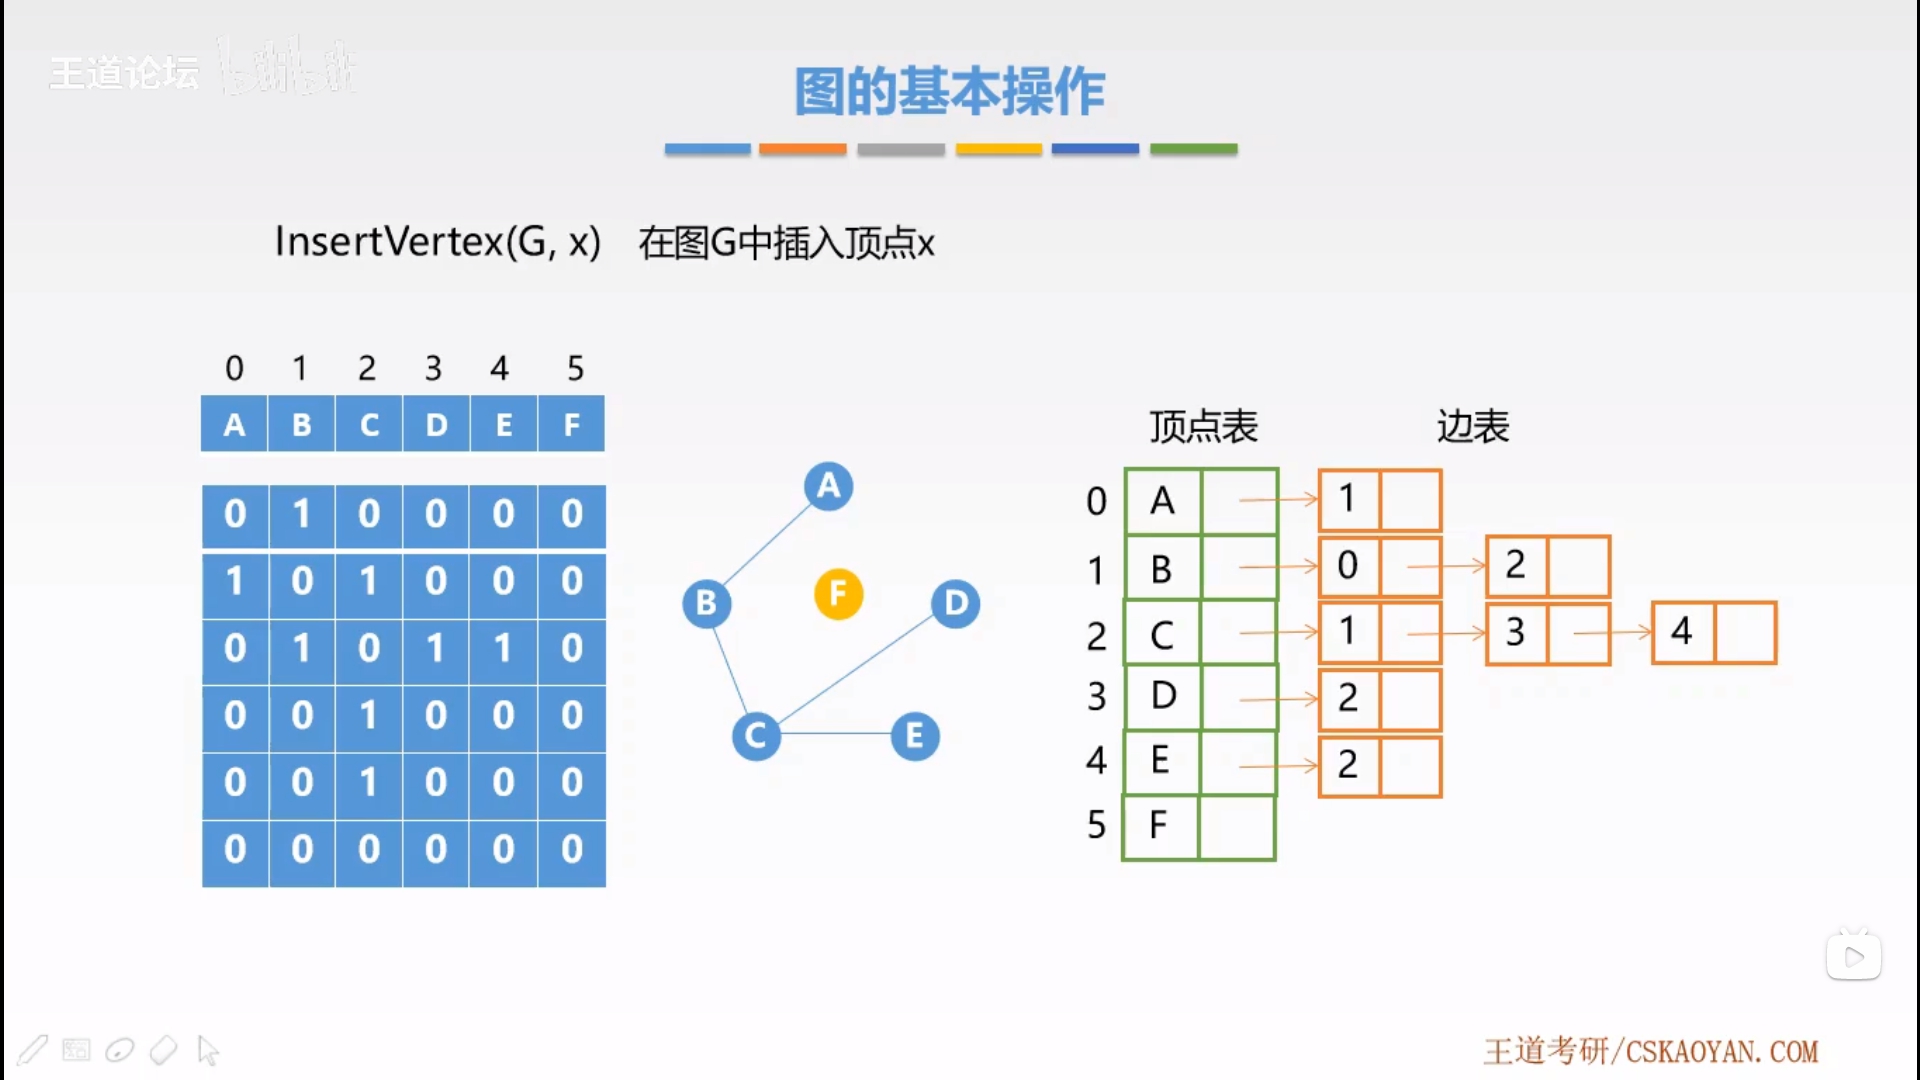 王道论坛 bilibili
图的基本操作
InsertVertex(G, x) 在图G中插入顶点x
0 1 2 3 4 5
A B C D E F
0 1 0 0 0 0
1 0 1 0 0 0
0 1 0 1 1 0
0 0 1 0 0 0
0 0 1 0 0 0
0 0 0 0 0 0
A
B
F
D
C
E
顶点表 边表
0 A 1
1 B 0 2
2 C 1 3 4
3 D 2
4 E 2
5 F
王道考研/CSKAOYAN.COM